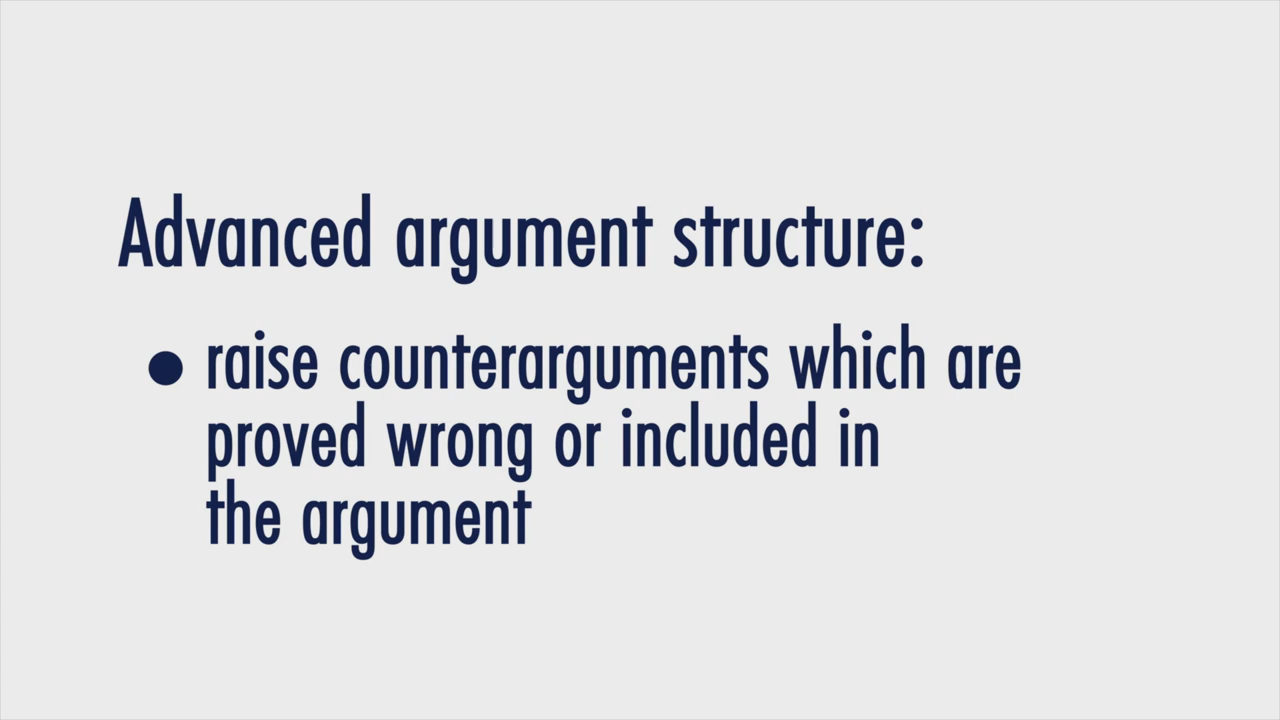 Advanced argument structure:
● raise counterarguments which are
proved wrong or included in
the argument